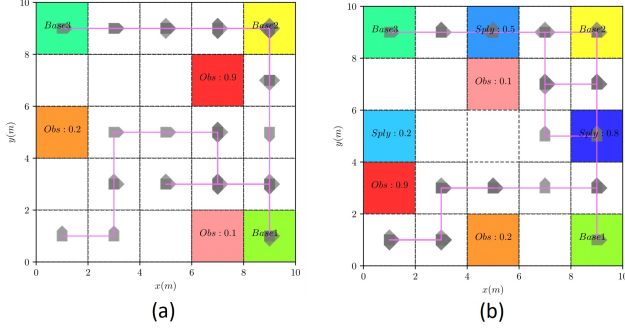 10
8
6
4
2
0
y(m)
Base3
Base2
Obs : 0.9
Obs : 0.2
Obs : 0.1
Base1
0 2 4 6 8 10
x(m)
(a)
10
8
6
4
2
0
y(m)
Base3
Sply : 0.5
Base2
Obs : 0.1
Sply : 0.2
Sply : 0.8
Obs : 0.9
Obs : 0.2
Base1
0 2 4 6 8 10
x(m)
(b)